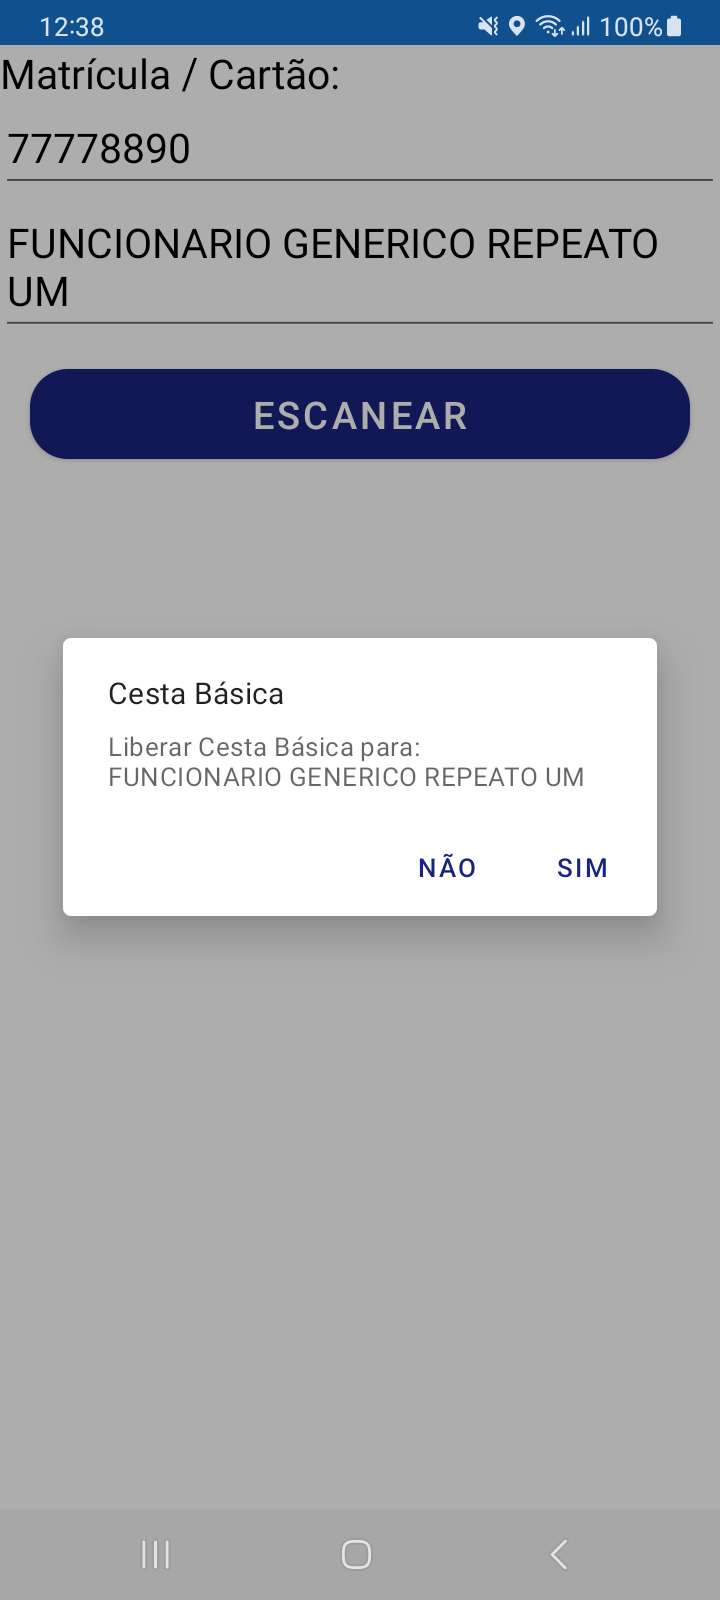 12:38
100%
Matrícula / Cartão:
77778890
FUNCIONARIO GENERICO REPEATO
UM
ESCANEAR
Cesta Básica
Liberar Cesta Básica para:
FUNCIONARIO GENERICO REPEATO UM
NÃO SIM